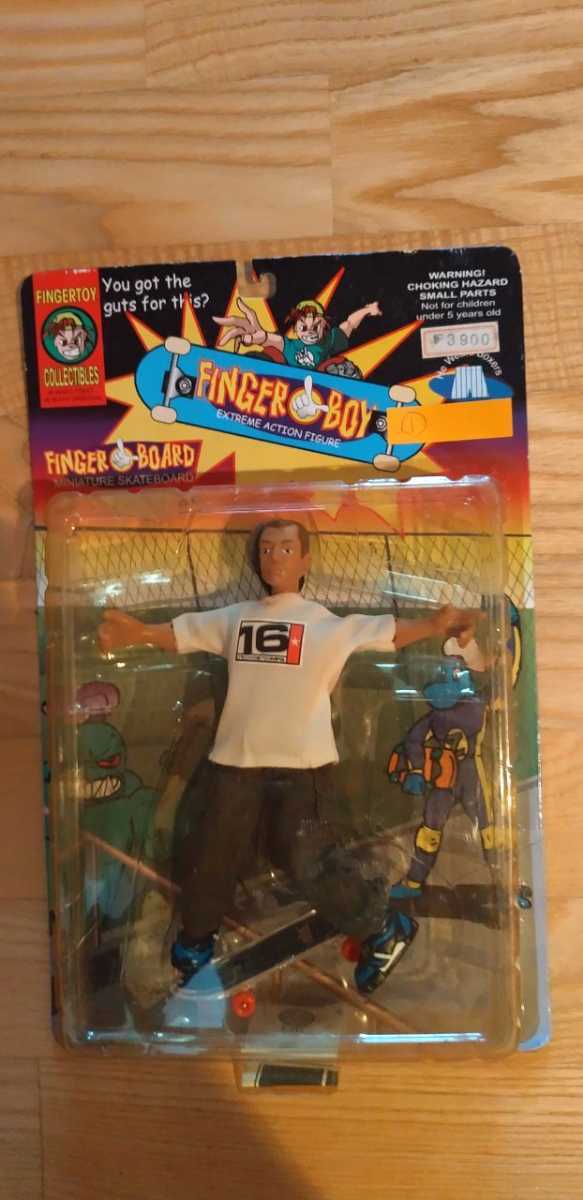 FINGERTOY
COLLECTIBLES
You got the
guts for this?
WARNING!
CHOKING HAZARD
SMALL PARTS
Not for children
under 5 years old
3900
FINGER BOY
EXTREME ACTION FIGURE
1
FINGER BOARD
MINIATURE SKATEBOARD
16